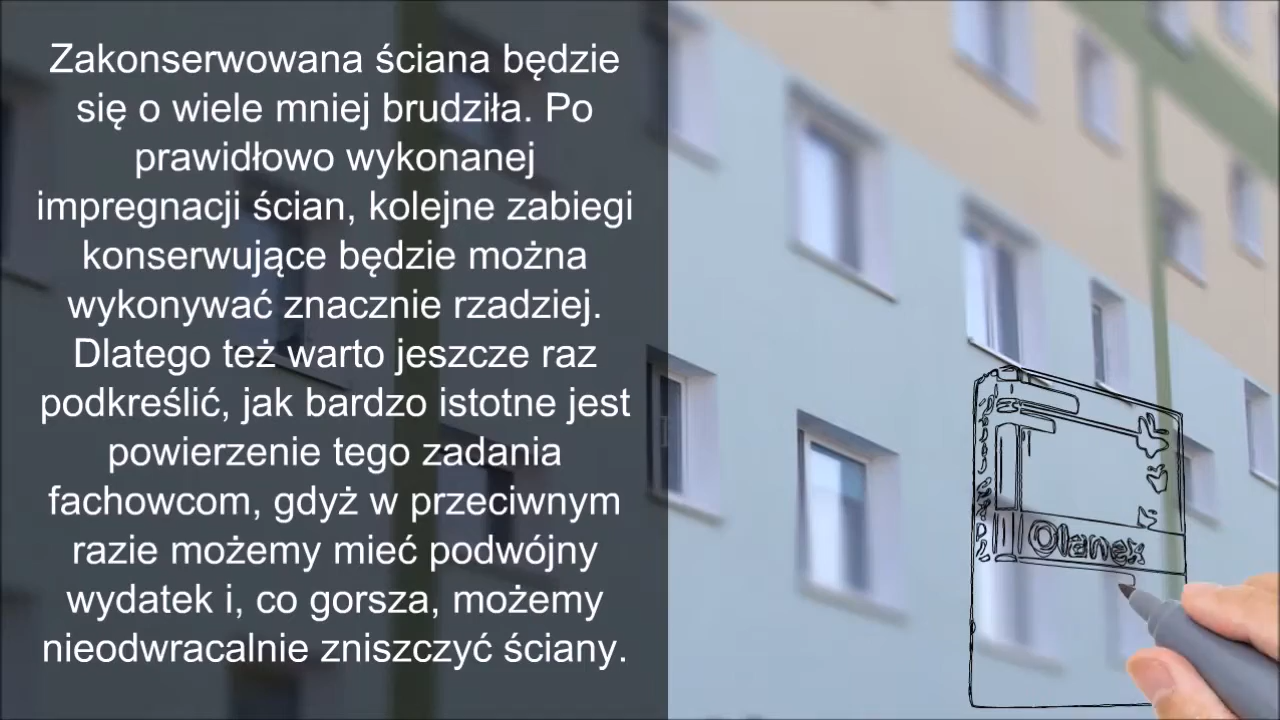 Zakonserwowana ściana będzie
się o wiele mniej brudziła. Po
prawidłowo wykonanej
impregnacji ścian, kolejne zabiegi
konserwujące będzie można
wykonywać znacznie rzadziej.
Dlatego też warto jeszcze raz
podkreślić, jak bardzo istotne jest
powierzenie tego zadania
fachowcom, gdyż w przeciwnym
razie możemy mieć podwójny
wydatek i, co gorsza, możemy
nieodwracalnie zniszczyć ściany.
Olanex